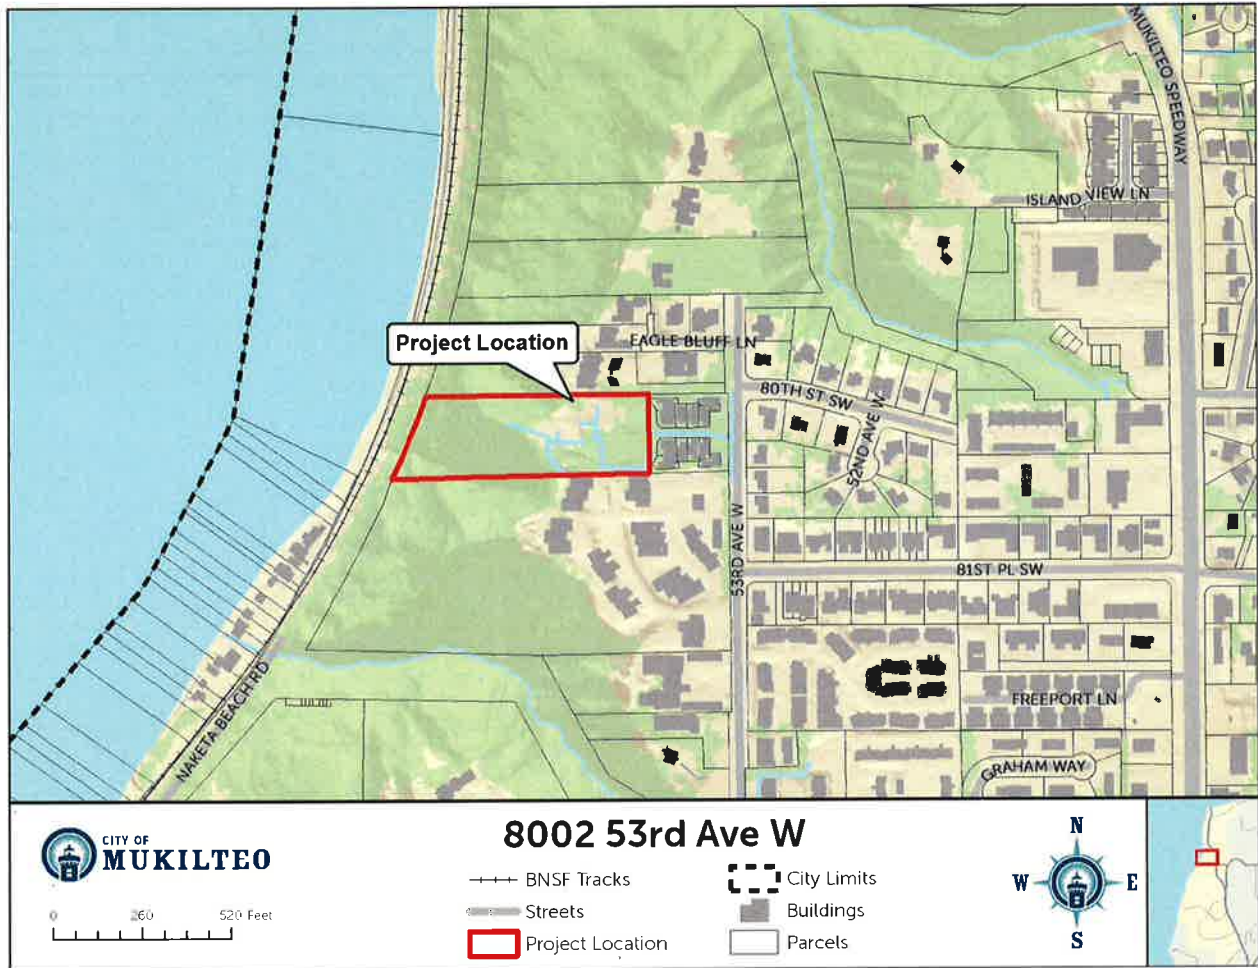 MUKILTEO SPEEDWAY
ISLAND VIEW LN
Project Location
EAGLE BLUFF LN
80TH ST SW
52ND AVE W
53RD AVE W
81ST PL SW
NAKETA BEACH RD
FREEPORT LN
GRAHAM WAY
CITY OF
MUKILTEO
0 260 520 Feet
8002 53rd Ave W
BNSF Tracks
Streets
Project Location
City Limits
Buildings
Parcels
N
W E
S